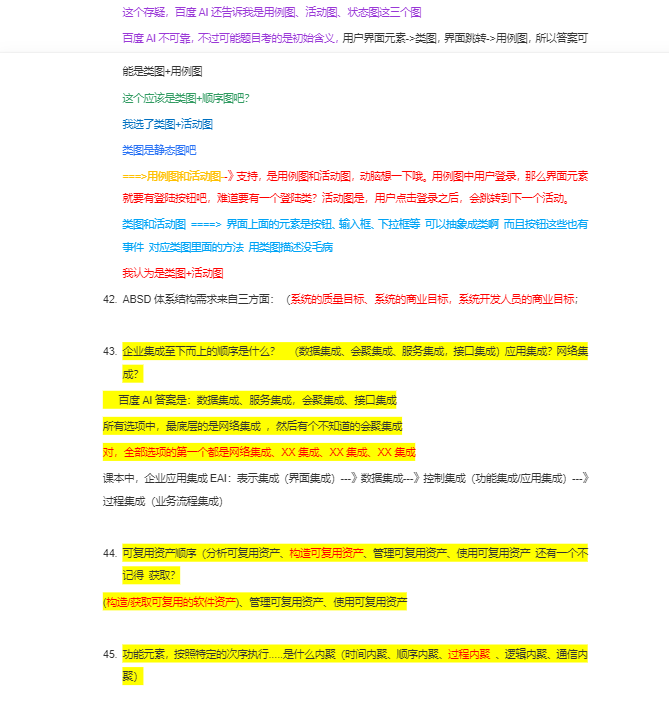 这个存疑，百度 AI 还告诉我是用例图、活动图、状态图这三个图
百度 AI 不可靠，不过可能题目考的是初始含义，用户界面元素->类图，界面跳转->用例图，所以答案可
能是类图+用例图
这个应该是类图+顺序图吧？
我选了类图+活动图
类图是静态图吧
===>用例图和活动图--》支持，是用例图和活动图，动脑想一下哦。用例图中用户登录，那么界面元素
就要有登陆按钮吧，难道要有一个登陆类？活动图是，用户点击登录之后，会跳转到下一个活动。
类图和活动图 ====> 界面上面的元素是按钮、输入框、下拉框等 可以抽象成类啊 而且按钮这些也有
事件 对应类图里面的方法 用类图描述没毛病
我认为是类图+活动图
42. ABSD 体系结构需求来自三方面：（系统的质量目标、系统的商业目标，系统开发人员的商业目标；
43. 企业集成至下而上的顺序是什么？ （数据集成、会聚集成、服务集成，接口集成）应用集成？网络集
成？
百度 AI 答案是：数据集成、服务集成，会聚集成、接口集成
所有选项中，最底层的是网络集成 ，然后有个不知道的会聚集成
对，全部选项的第一个都是网络集成、XX 集成、XX 集成、XX 集成
课本中，企业应用集成 EAI：表示集成（界面集成）---》数据集成---》控制集成（功能集成/应用集成）---》
过程集成（业务流程集成）
44. 可复用资产顺序（分析可复用资产、构造可复用资产、管理可复用资产、使用可复用资产 还有一个不
记得 获取？
(构造/获取可复用的软件资产)、管理可复用资产、使用可复用资产
45. 功能元素，按照特定的次序执行.....是什么内聚（时间内聚、顺序内聚、过程内聚 、逻辑内聚、通信内
聚）